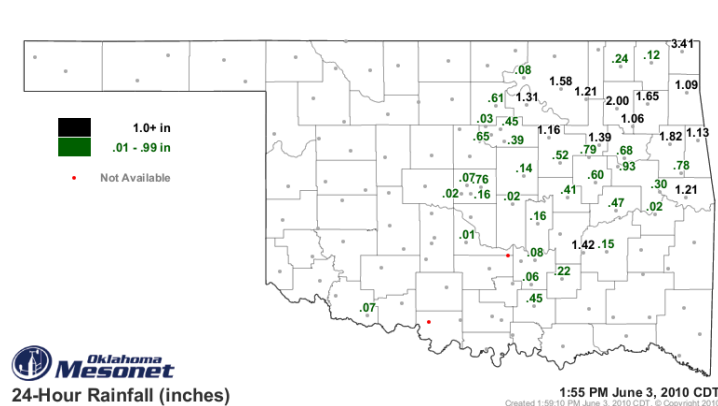 3.41
.24 .12
.08
1.58 1.09
1.21
.61 1.31 2.00 1.65
.03 .45 1.06
.65 .39 1.16 1.39 1.82 1.13
.79 .68
.52 .93
.14 .78
.07 .76 .60
.02 .16 .02 .41 .30 1.21
.47 .02
.16
.01
1.42 .15
.08
.06 .22
.45
.07
1.0+ in
.01 - .99 in
Not Available
Oklahoma
Mesonet
24-Hour Rainfall (inches)
1:55 PM June 3, 2010 CDT
Created 1:59:10 PM June 3, 2010 CDT. © Copyright 2010